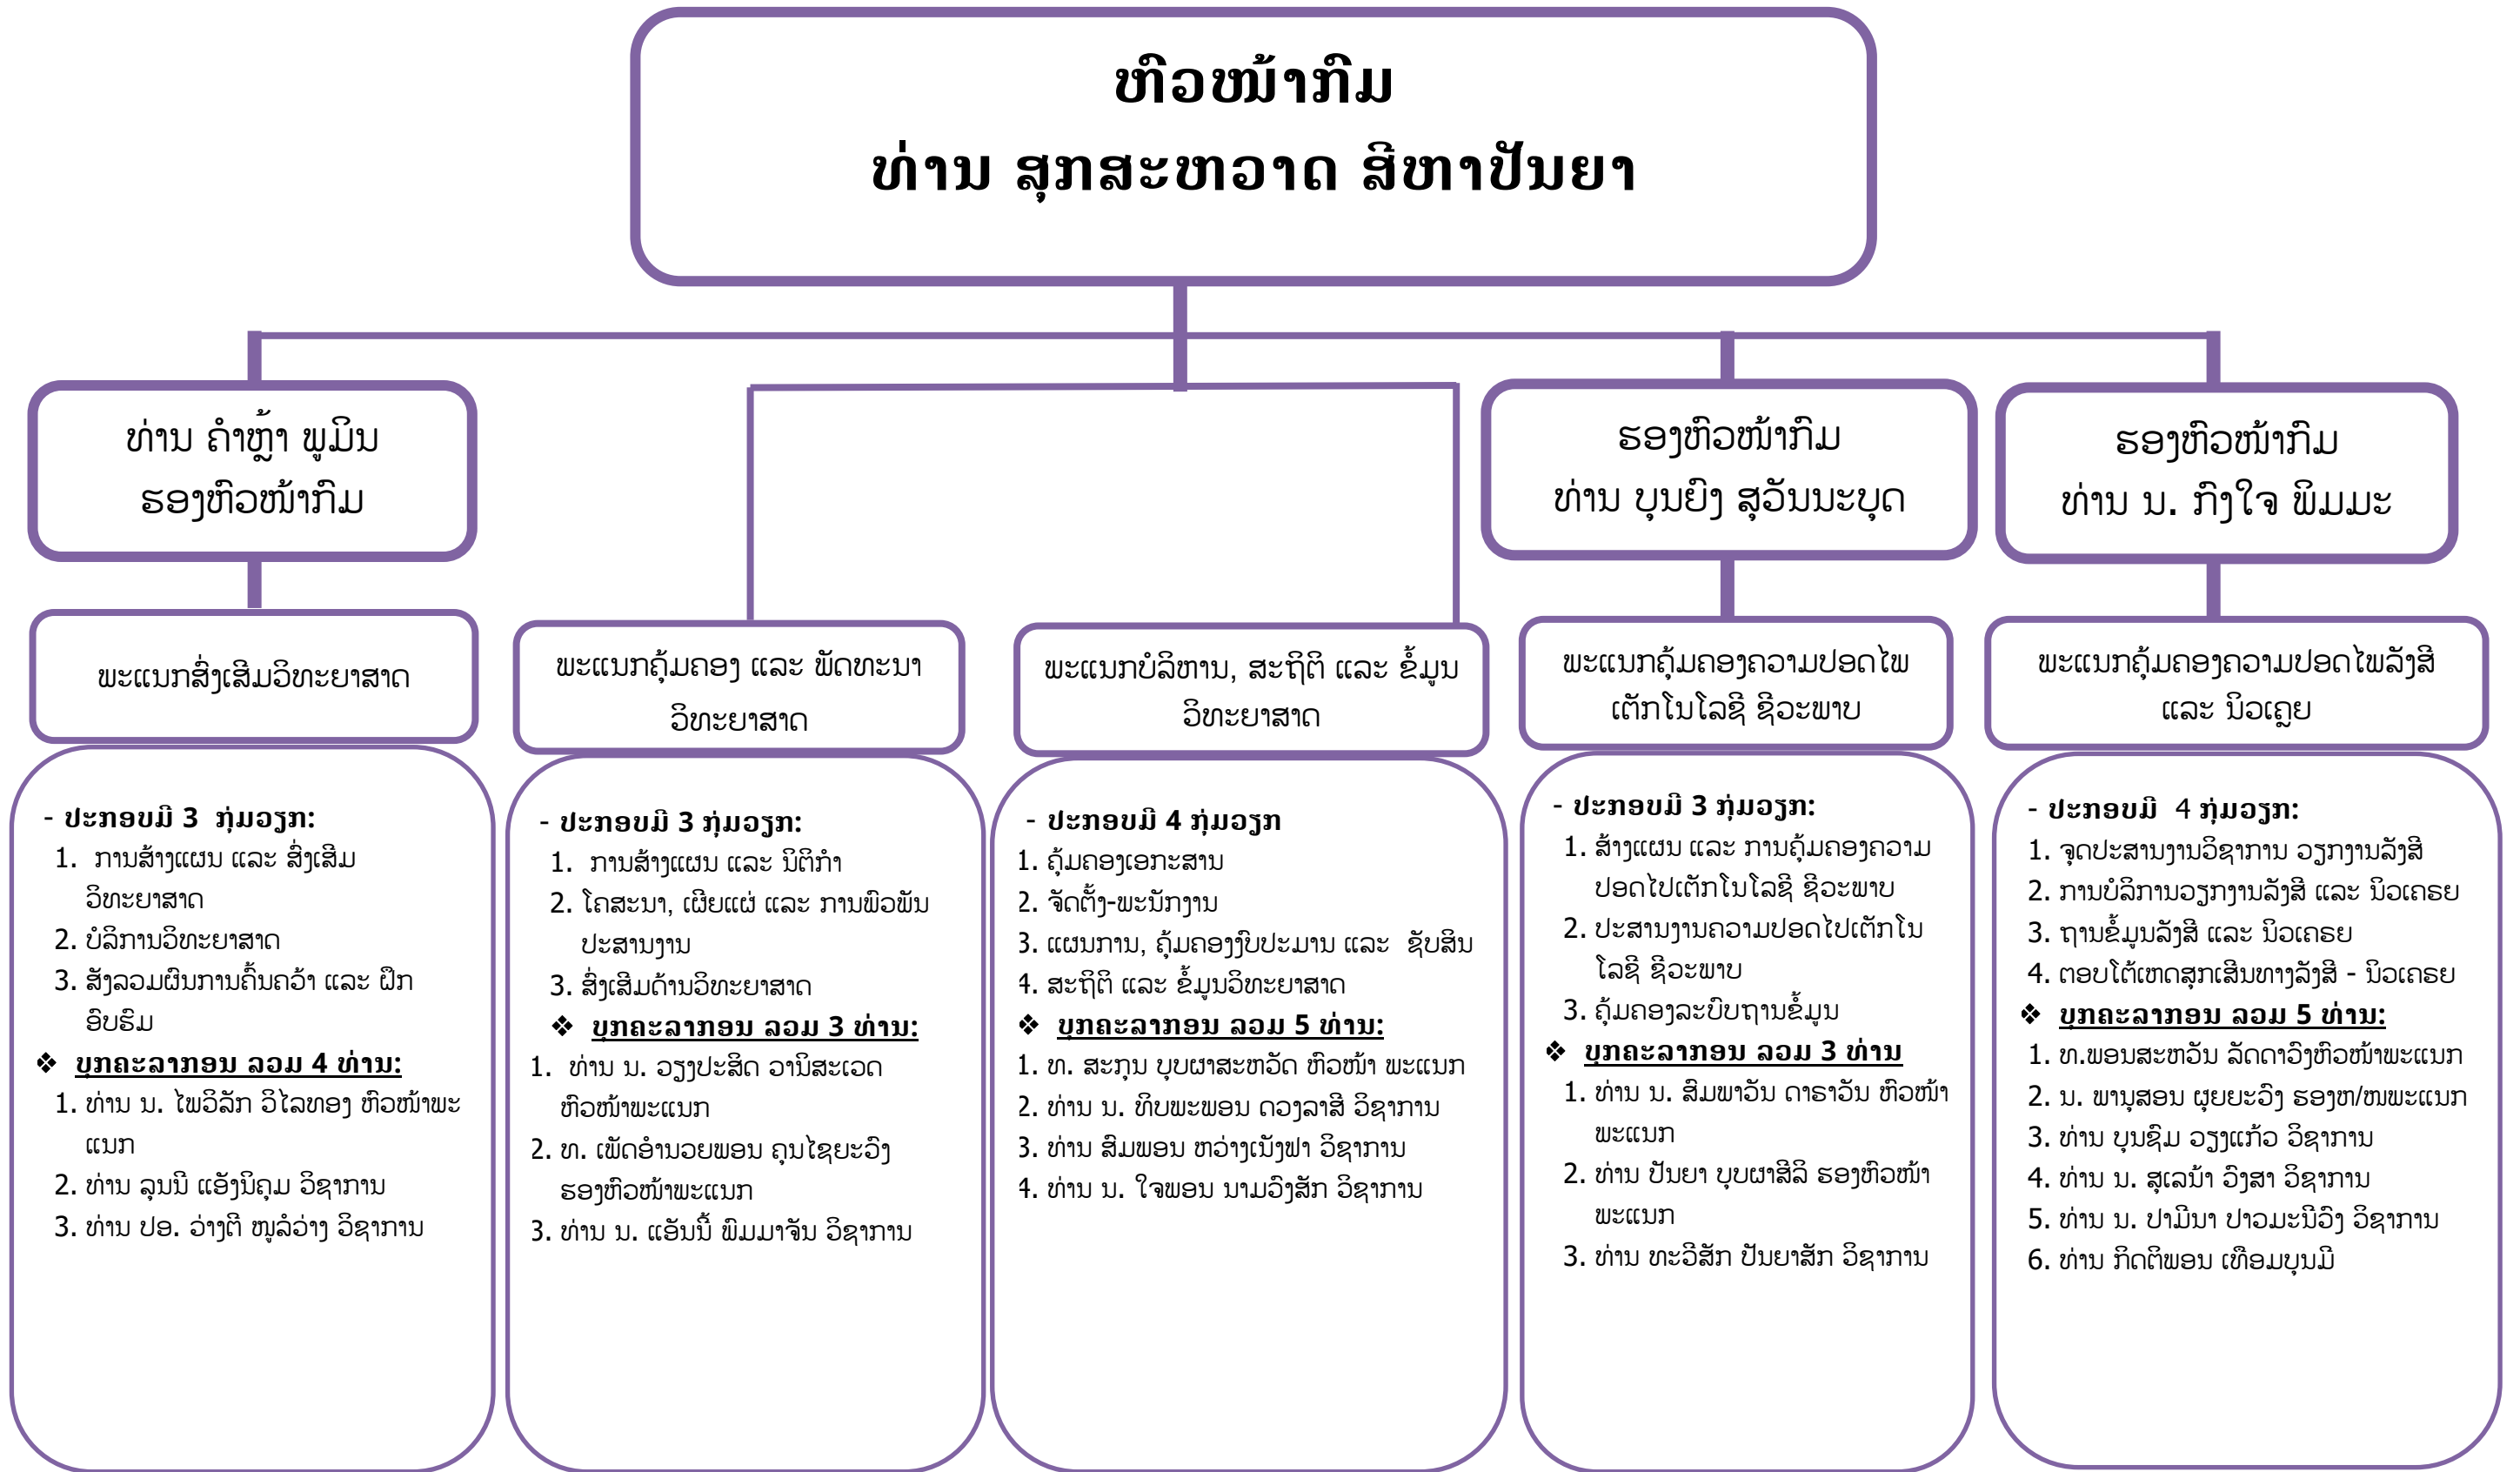 ຫົວໜ້າກົມ
ທ່ານ ສຸກສະຫວາດ ສີຫາປັນຍາ
ທ່ານ ຄໍາຫຼ້າ ພູມິນ
ຮອງຫົວໜ້າກົມ
ຮອງຫົວໜ້າກົມ
ທ່ານ ບຸນຍົງ ສຸວັນນະບຸດ
ຮອງຫົວໜ້າກົມ
ທ່ານ ນ. ກົງໃຈ ພິມມະ
ພະແນກສົ່ງເສີມວິທະຍາສາດ
- ປະກອບມີ 3 ກຸ່ມວຽກ:
1. ການສ້າງແຜນ ແລະ ສົ່ງເສີມ
ວິທະຍາສາດ
2. ບໍລິການວິທະຍາສາດ
3. ສັງລວມຜົນການຄົ້ນຄວ້າ ແລະ ຝຶກ
ອົບຮົມ
❖ ບຸກຄະລາກອນ ລວມ 4 ທ່ານ:
1. ທ່ານ ນ. ໄພວິລັກ ວິໄລທອງ ຫົວໜ້າພະ
ແນກ
2. ທ່ານ ລຸນນີ ແອັງນິຄຸມ ວິຊາການ
3. ທ່ານ ປອ. ວ່າງຕີ ໜູລໍວ່າງ ວິຊາການ
ພະແນກຄຸ້ມຄອງ ແລະ ພັດທະນາ
ວິທະຍາສາດ
- ປະກອບມີ 3 ກຸ່ມວຽກ:
1. ການສ້າງແຜນ ແລະ ນິຕິກໍາ
2. ໂຄສະນາ, ເຜີຍແຜ່ ແລະ ການພົວພັນ
ປະສານງານ
3. ສົ່ງເສີມດ້ານວິທະຍາສາດ
❖ ບຸກຄະລາກອນ ລວມ 3 ທ່ານ:
1. ທ່ານ ນ. ວຽງປະສິດ ວານິສະເວດ
ຫົວໜ້າພະແນກ
2. ທ. ເພັດອໍານວຍພອນ ຄຸນໄຊຍະວົງ
ຮອງຫົວໜ້າພະແນກ
3. ທ່ານ ນ. ແອັນນີ້ ພົມມາຈັນ ວິຊາການ
ພະແນກບໍລິຫານ, ສະຖິຕິ ແລະ ຂໍ້ມູນ
ວິທະຍາສາດ
- ປະກອບມີ 4 ກຸ່ມວຽກ
1. ຄຸ້ມຄອງເອກະສານ
2. ຈັດຕັ້ງ-ພະນັກງານ
3. ແຜນການ, ຄຸ້ມຄອງງົບປະມານ ແລະ ຊັບສິນ
4. ສະຖິຕິ ແລະ ຂໍ້ມູນວິທະຍາສາດ
❖ ບຸກຄະລາກອນ ລວມ 5 ທ່ານ:
1. ທ. ສະກຸນ ບຸບຜາສະຫວັດ ຫົວໜ້າ ພະແນກ
2. ທ່ານ ນ. ທິບພະພອນ ດວງລາສີ ວິຊາການ
3. ທ່ານ ສົມພອນ ຫວ່າງເນັງຟາ ວິຊາການ
4. ທ່ານ ນ. ໃຈພອນ ນາມວົງສັກ ວິຊາການ
ພະແນກຄຸ້ມຄອງຄວາມປອດໄພ
ເຕັກໂນໂລຊີ ຊີວະພາບ
- ປະກອບມີ 3 ກຸ່ມວຽກ:
1. ສ້າງແຜນ ແລະ ການຄຸ້ມຄອງຄວາມ
ປອດໄປເຕັກໂນໂລຊີ ຊີວະພາບ
2. ປະສານງານຄວາມປອດໄປເຕັກໂນ
ໂລຊີ ຊີວະພາບ
3. ຄຸ້ມຄອງລະບົບຖານຂໍ້ມູນ
❖ ບຸກຄະລາກອນ ລວມ 3 ທ່ານ
1. ທ່ານ ນ. ສົມພາວັນ ດາຣາວັນ ຫົວໜ້າ
ພະແນກ
2. ທ່ານ ປັນຍາ ບຸບຜາສີລິ ຮອງຫົວໜ້າ
ພະແນກ
3. ທ່ານ ທະວີສັກ ປັນຍາສັກ ວິຊາການ
ພະແນກຄຸ້ມຄອງຄວາມປອດໄພລັງສີ
ແລະ ນິວເຄຼຍ
- ປະກອບມີ 4 ກຸ່ມວຽກ:
1. ຈຸດປະສານງານວິຊາການ ວຽກງານລັງສີ
2. ການບໍລິການວຽກງານລັງສີ ແລະ ນິວເຄຣຍ
3. ຖານຂໍ້ມູນລັງສີ ແລະ ນິວເຄຣຍ
4. ຕອບໂຕ້ເຫດສຸກເສີນທາງລັງສີ - ນິວເຄຣຍ
❖ ບຸກຄະລາກອນ ລວມ 5 ທ່ານ:
1. ທ.ພອນສະຫວັນ ລັດດາວົງຫົວໜ້າພະແນກ
2. ນ. ພານຸສອນ ຜຸຍຍະວົງ ຮອງຫ/ໜພະແນກ
3. ທ່ານ ບຸນຊົມ ວຽງແກ້ວ ວິຊາການ
4. ທ່ານ ນ. ສຸເລນ້າ ວົງສາ ວິຊາການ
5. ທ່ານ ນ. ປາມີນາ ປາວມະນີວົງ ວິຊາການ
6. ທ່ານ ກິດຕິພອນ ເທືອມບຸນມີ